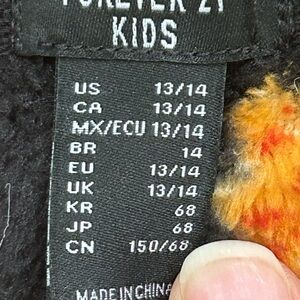 FOREVER 21
KIDS
US 13/14
CA 13/14
MX/ECU 13/14
BR 14
EU 13/14
UK 13/14
KR 68
JP 68
CN 150/68
MADE IN CHINA